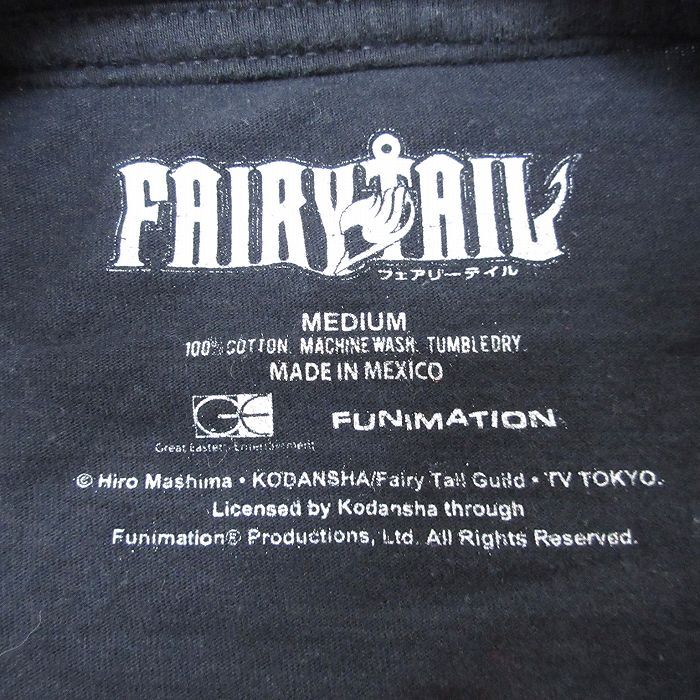 FAIRY TAIL
フェアリーテイル
MEDIUM
100% COTTON. MACHINE WASH. TUMBLE DRY.
MADE IN MEXICO
GE FUNIMATION
Great Eastern Entertainment
© Hiro Mashima • KODANSHA/Fairy Tail Guild • TV TOKYO.
Licensed by Kodansha through
Funimation® Productions, Ltd. All Rights Reserved.